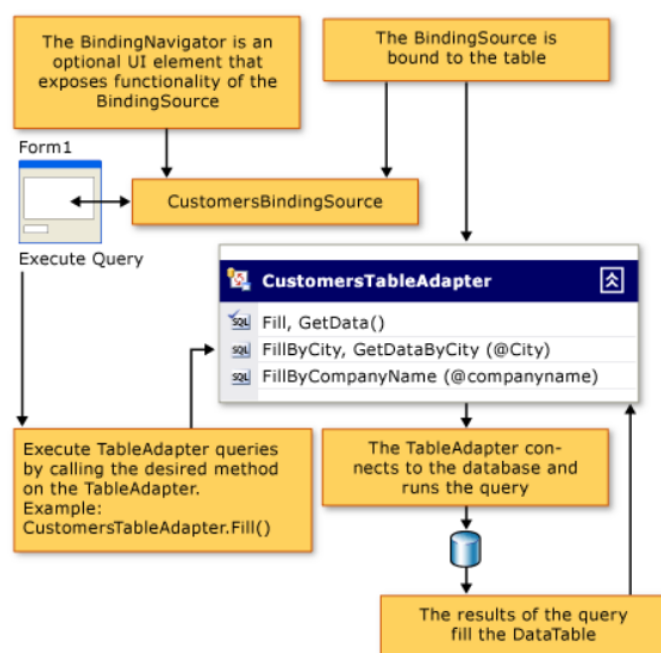 The BindingNavigator is an
optional UI element that
exposes functionality of the
BindingSource
The BindingSource is
bound to the table
Form1
CustomersBindingSource
Execute Query
CustomersTableAdapter
SQL Fill, GetData()
SQL FillByCity, GetDataByCity (@City)
SQL FillByCompanyName (@companyname)
Execute TableAdapter queries
by calling the desired method
on the TableAdapter.
Example:
CustomersTableAdapter.Fill()
The TableAdapter con-
nects to the database and
runs the query
The results of the query
fill the DataTable